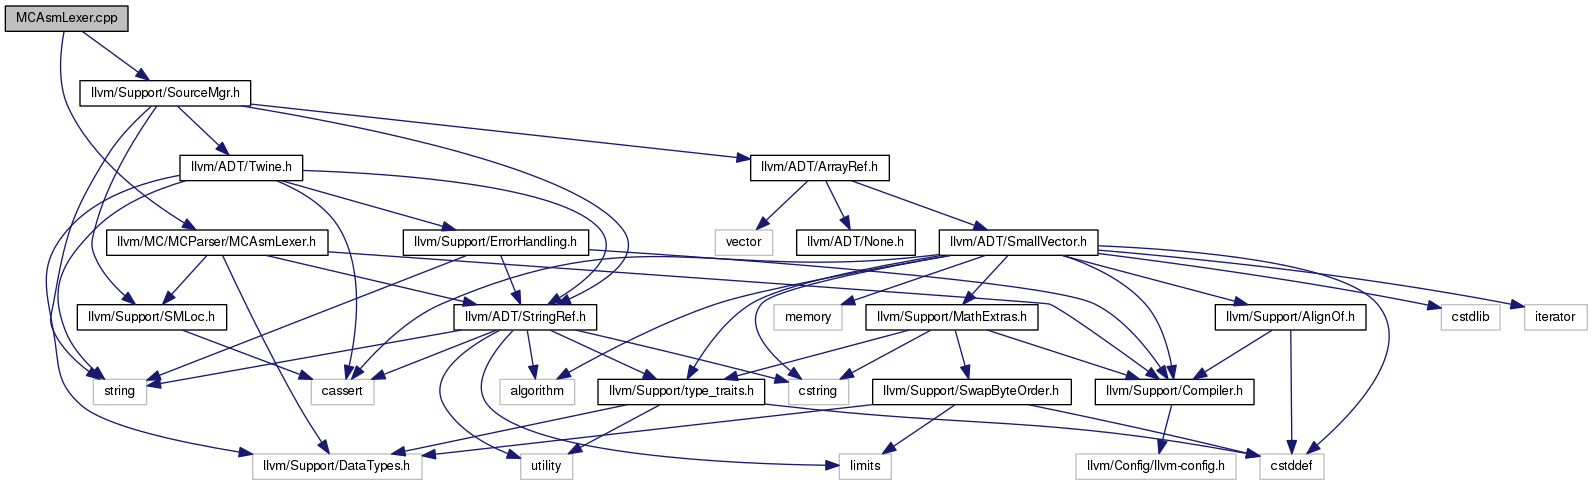 MCAsmLexer.cpp
llvm/Support/SourceMgr.h
llvm/ADT/Twine.h
llvm/ADT/ArrayRef.h
llvm/MC/MCParser/MCAsmLexer.h
llvm/Support/ErrorHandling.h
vector
llvm/ADT/None.h
llvm/ADT/SmallVector.h
llvm/Support/SMLoc.h
llvm/ADT/StringRef.h
memory
llvm/Support/MathExtras.h
llvm/Support/AlignOf.h
cstdlib
iterator
string
cassert
algorithm
llvm/Support/type_traits.h
cstring
llvm/Support/SwapByteOrder.h
llvm/Support/Compiler.h
llvm/Support/DataTypes.h
utility
limits
llvm/Config/llvm-config.h
cstddef